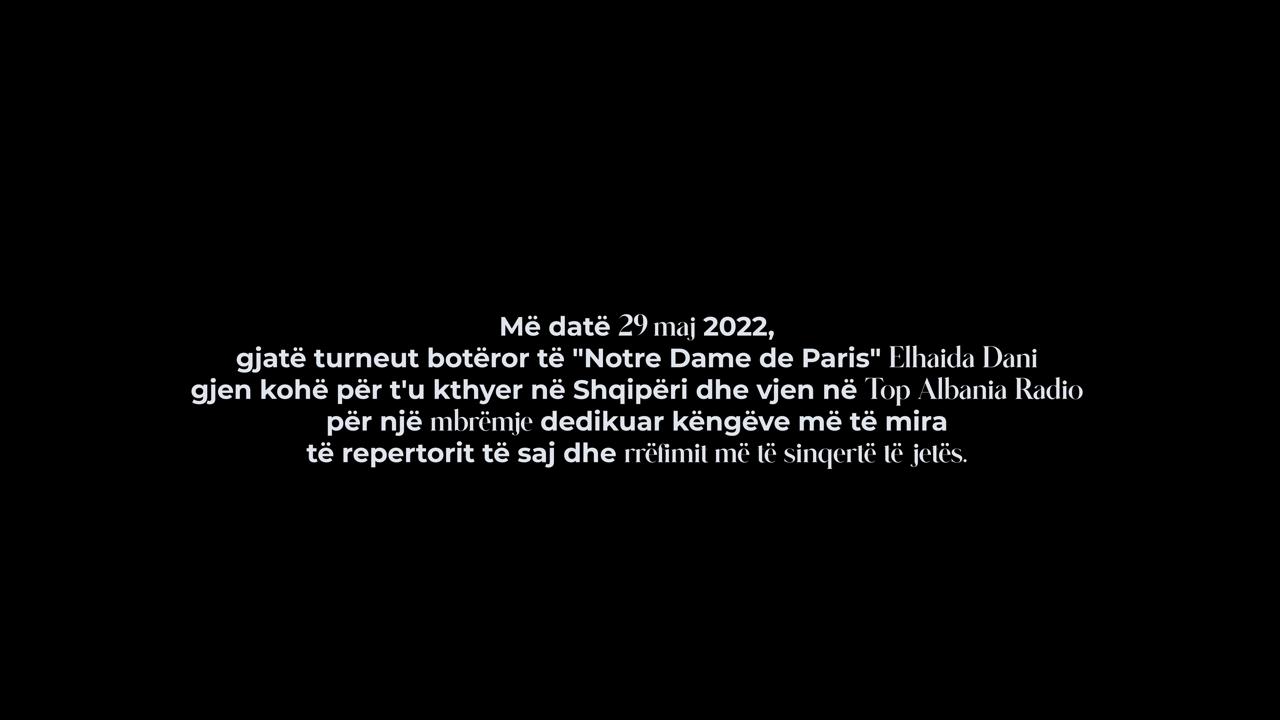 Më datë 29 maj 2022,
gjatë turneut botëror të "Notre Dame de Paris" Elhaida Dani
gjen kohë për t'u kthyer në Shqipëri dhe vjen në Top Albania Radio
për një mbrëmje dedikuar këngëve më të mira
të repertorit të saj dhe rrëfimit më të sinqertë të jetës.